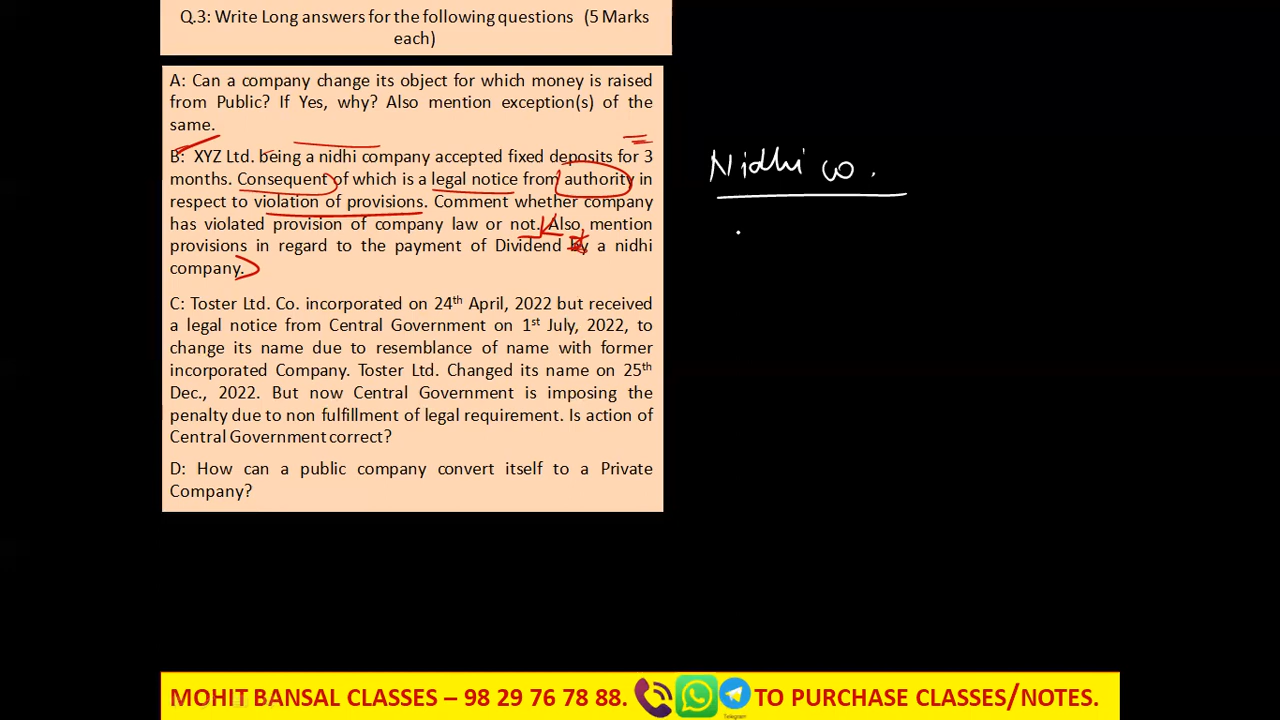 Q.3: Write Long answers for the following questions (5 Marks
each)
A: Can a company change its object for which money is raised
from Public? If Yes, why? Also mention exception(s) of the
same.
B: XYZ Ltd. being a nidhi company accepted fixed deposits for 3
months. Consequent of which is a legal notice from authority in
respect to violation of provisions. Comment whether company
has violated provision of company law or not. Also mention
provisions in regard to the payment of Dividend by a nidhi
company.
Nidhi co.
C: Toster Ltd. Co. incorporated on 24th April, 2022 but received
a legal notice from Central Government on 1st July, 2022, to
change its name due to resemblance of name with former
incorporated Company. Toster Ltd. Changed its name on 25th
Dec., 2022. But now Central Government is imposing the
penalty due to non fulfillment of legal requirement. Is action of
Central Government correct?
D: How can a public company convert itself to a Private
Company?
MOHIT BANSAL CLASSES – 98 29 76 78 88. TO PURCHASE CLASSES/NOTES.
Telegram